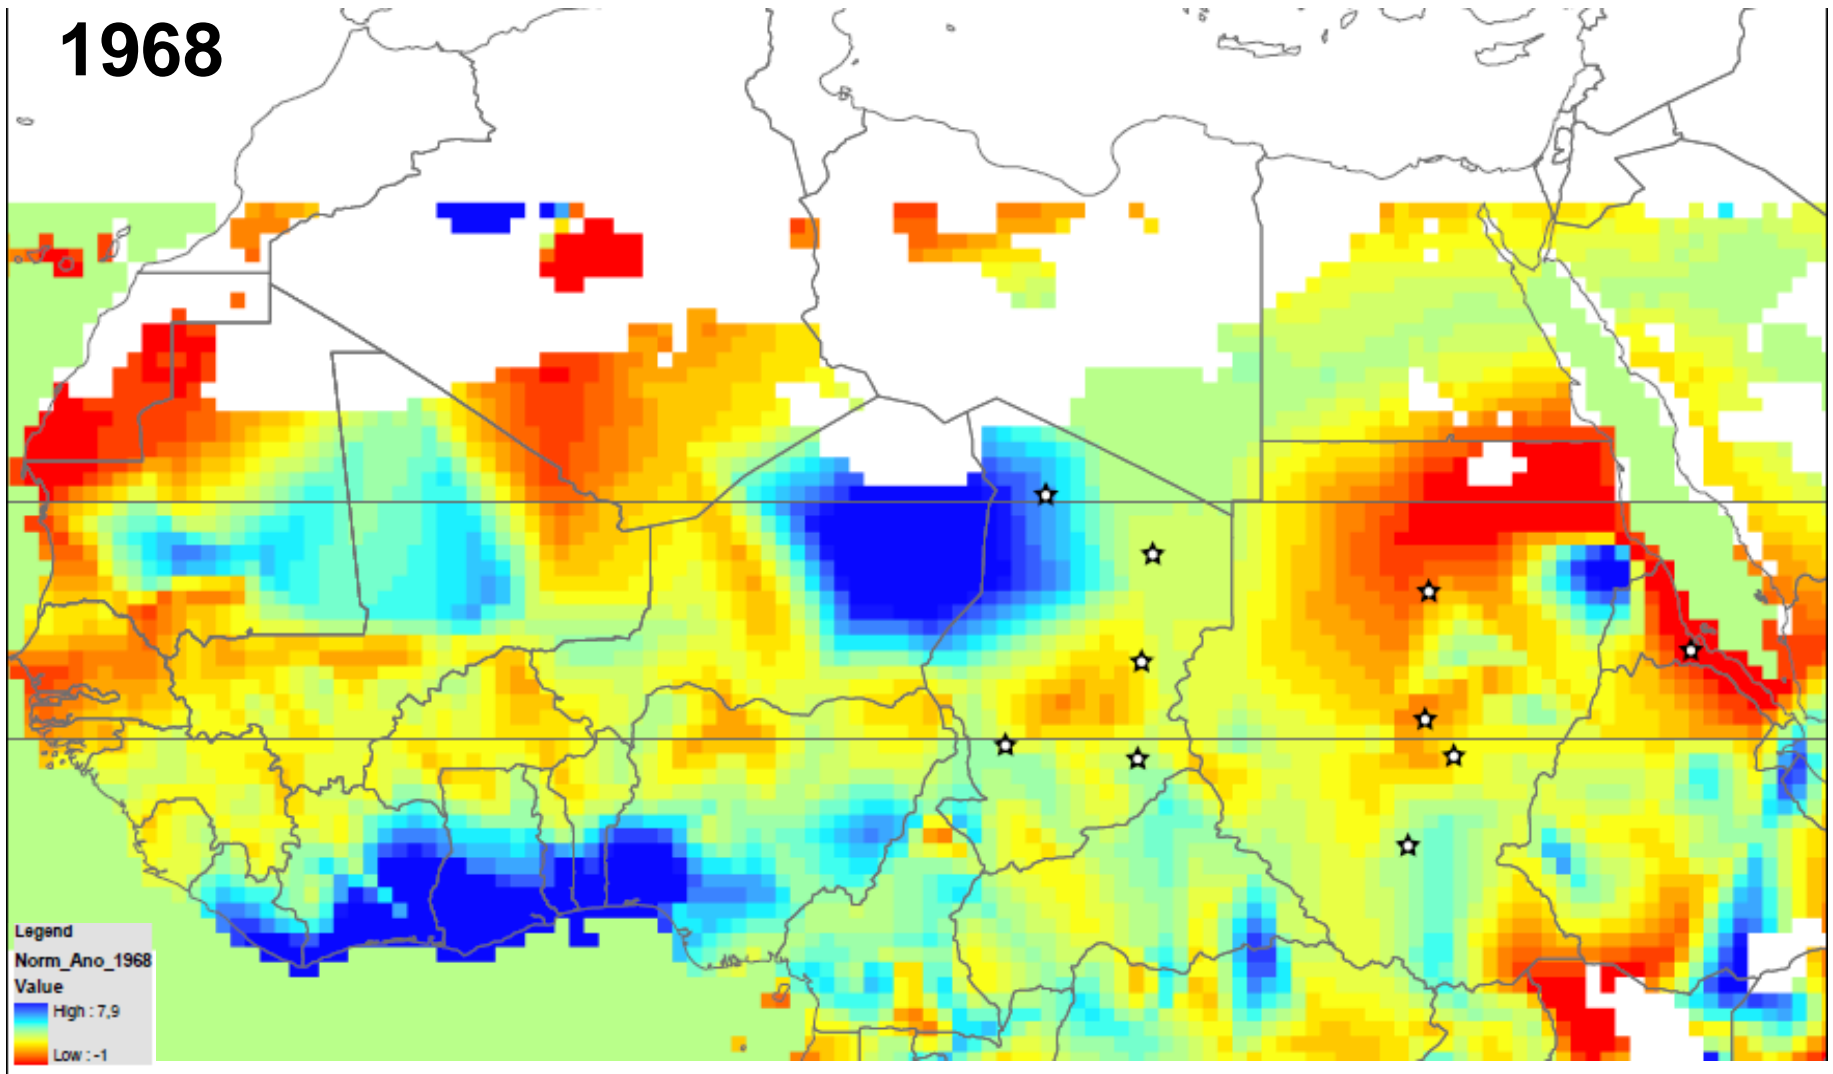 1968
Legend
Norm_Ano_1968
Value
High : 7,9
Low : -1